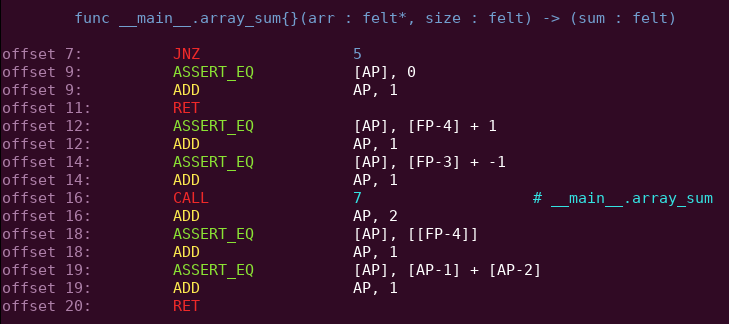 func __main__.array_sum{}(arr : felt*, size : felt) -> (sum : felt)
offset 7: JNZ 5
offset 9: ASSERT_EQ [AP], 0
offset 9: ADD AP, 1
offset 11: RET
offset 12: ASSERT_EQ [AP], [FP-4] + 1
offset 12: ADD AP, 1
offset 14: ASSERT_EQ [AP], [FP-3] + -1
offset 14: ADD AP, 1
offset 16: CALL 7 # __main__.array_sum
offset 16: ADD AP, 2
offset 18: ASSERT_EQ [AP], [[FP-4]]
offset 18: ADD AP, 1
offset 19: ASSERT_EQ [AP], [AP-1] + [AP-2]
offset 19: ADD AP, 1
offset 20: RET